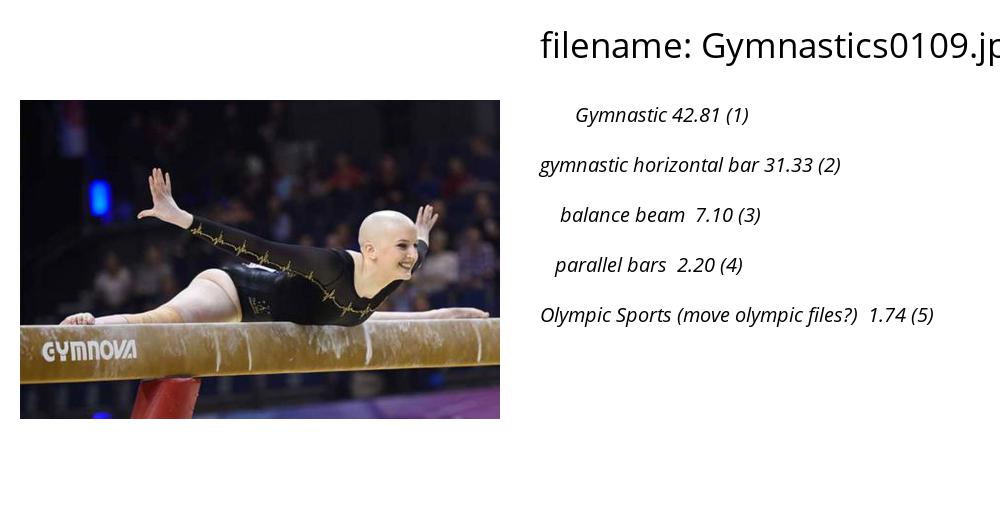 filename: Gymnastics0109.jp
Gymnastic 42.81 (1)
gymnastic horizontal bar 31.33 (2)
balance beam 7.10 (3)
parallel bars 2.20 (4)
Olympic Sports (move olympic files?) 1.74 (5)
GYMNOVA